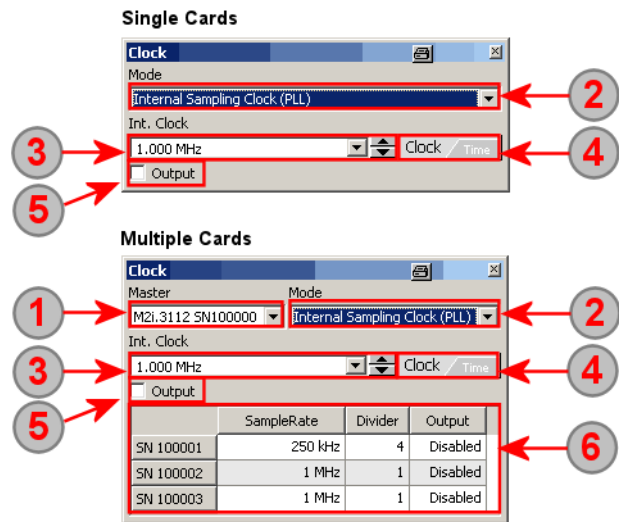 Single Cards
Clock
Mode
Internal Sampling Clock (PLL)
2
Int. Clock
3
1.000 MHz
Clock / Time
4
5
Output
Multiple Cards
Clock
Master Mode
1
M2i.3112 SN100000
Internal Sampling Clock (PLL)
2
Int. Clock
3
1.000 MHz
Clock / Time
4
5
Output
SampleRate Divider Output
SN 100001 250 kHz 4 Disabled
6
SN 100002 1 MHz 1 Disabled
SN 100003 1 MHz 1 Disabled